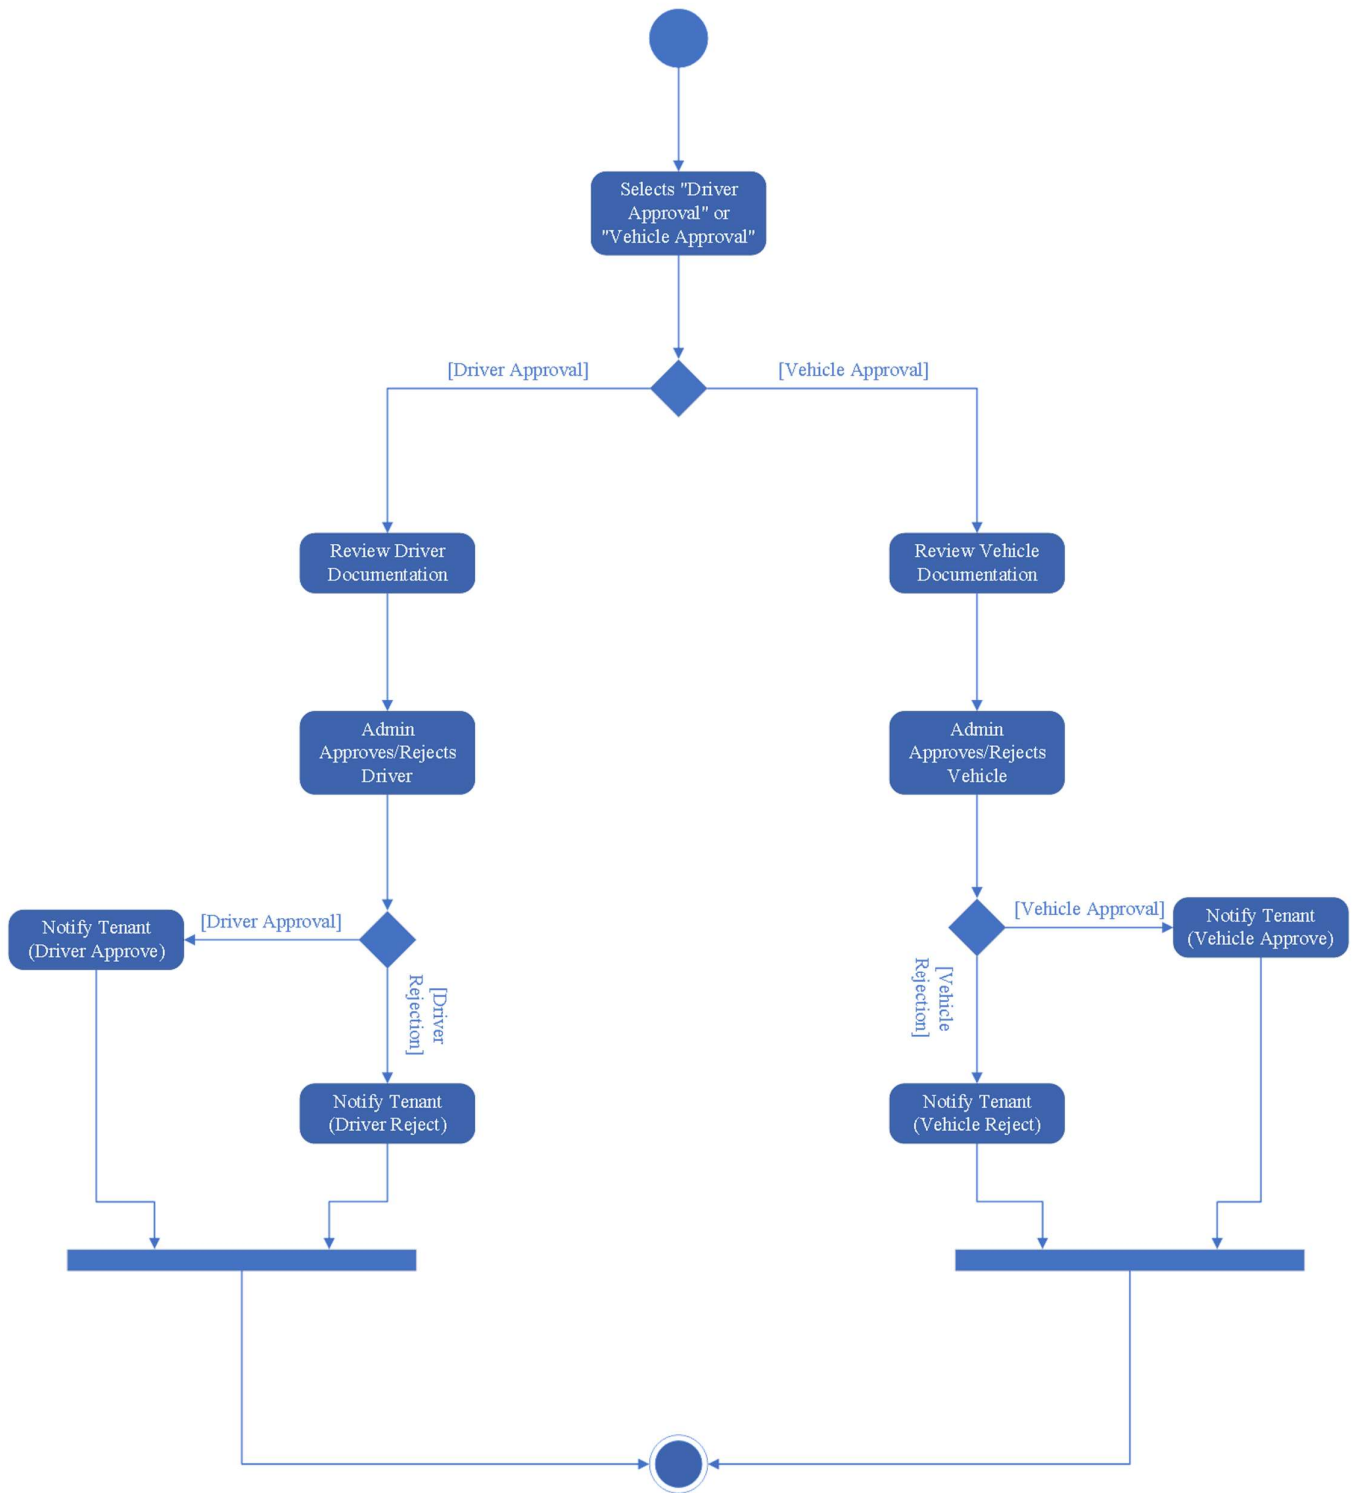 Selects "Driver
Approval" or
"Vehicle Approval"
[Driver Approval]
[Vehicle Approval]
Review Driver
Documentation
Review Vehicle
Documentation
Admin
Approves/Rejects
Driver
Admin
Approves/Rejects
Vehicle
Notify Tenant
(Driver Approve)
[Driver Approval]
[Driver
Rejection]
[Vehicle
Rejection]
[Vehicle Approval]
Notify Tenant
(Vehicle Approve)
Notify Tenant
(Driver Reject)
Notify Tenant
(Vehicle Reject)